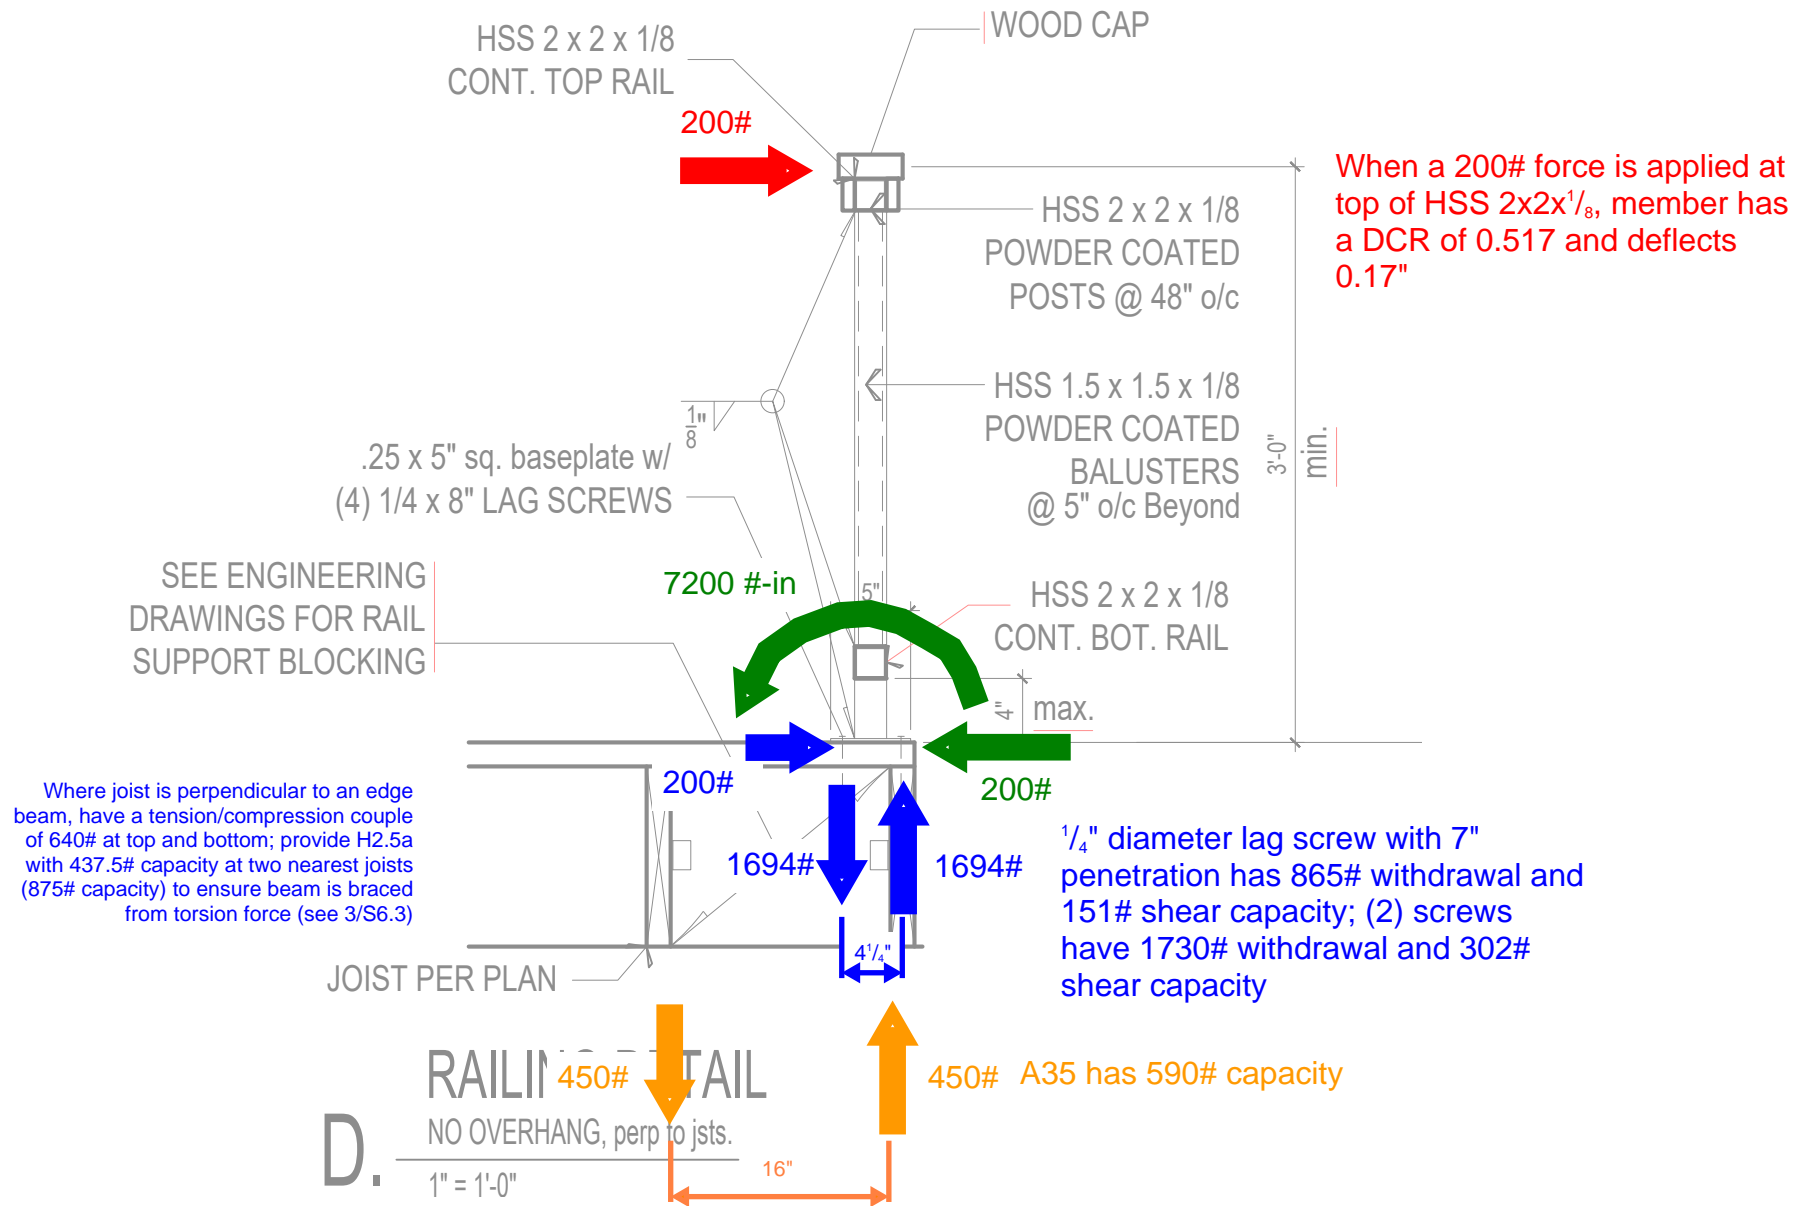 HSS 2 x 2 x 1/8
CONT. TOP RAIL
WOOD CAP
200#
When a 200# force is applied at
top of HSS 2x2x1/8, member has
a DCR of 0.517 and deflects
0.17"
HSS 2 x 2 x 1/8
POWDER COATED
POSTS @ 48" o/c
HSS 1.5 x 1.5 x 1/8
POWDER COATED
BALUSTERS
@ 5" o/c Beyond
3'-0"
min.
1/8"
.25 x 5" sq. baseplate w/
(4) 1/4 x 8" LAG SCREWS
SEE ENGINEERING
DRAWINGS FOR RAIL
SUPPORT BLOCKING
7200 #-in
5"
HSS 2 x 2 x 1/8
CONT. BOT. RAIL
4"
max.
200#
200#
Where joist is perpendicular to an edge
beam, have a tension/compression couple
of 640# at top and bottom; provide H2.5a
with 437.5# capacity at two nearest joists
(875# capacity) to ensure beam is braced
from torsion force (see 3/S6.3)
1694#
1694#
1/4" diameter lag screw with 7"
penetration has 865# withdrawal and
151# shear capacity; (2) screws
have 1730# withdrawal and 302#
shear capacity
4 1/4"
JOIST PER PLAN
450#
450#
A35 has 590# capacity
D.
NO OVERHANG, perp to jsts.
1" = 1'-0"
16"